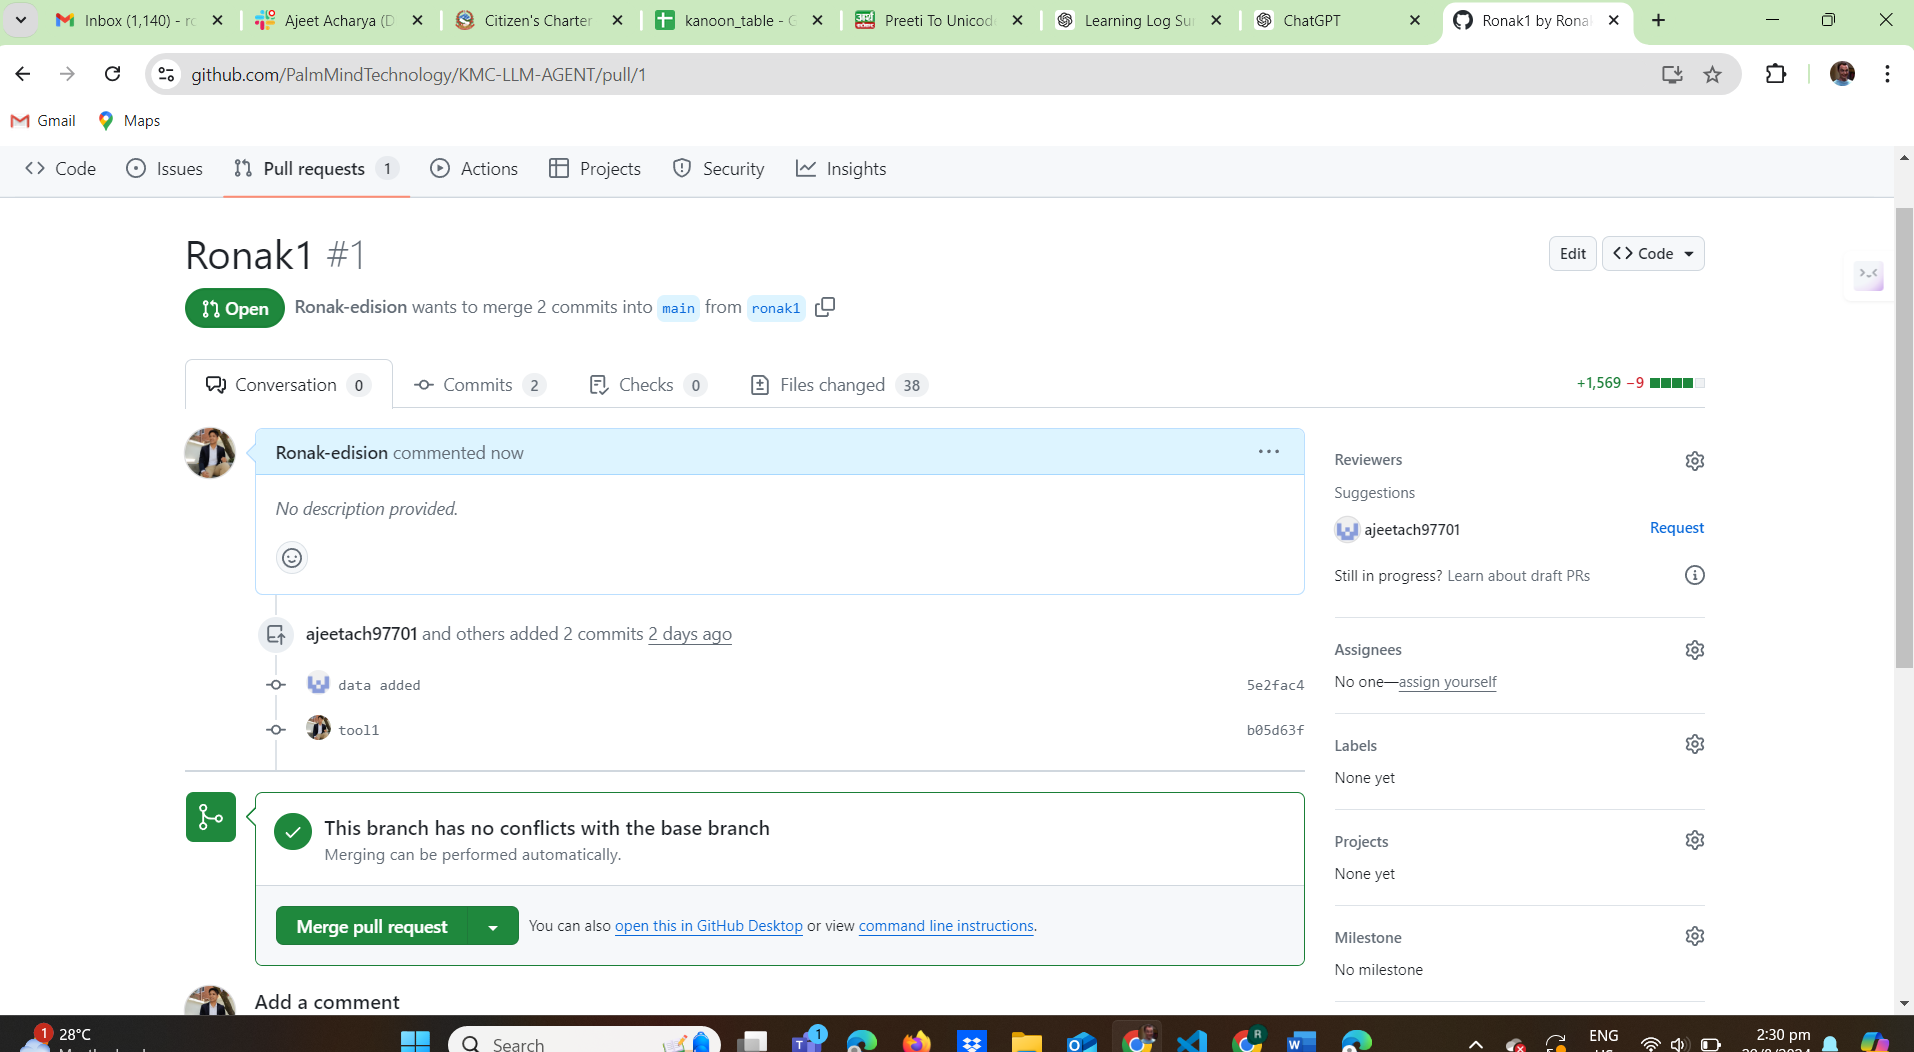 Inbox (1,140) - ro
Ajeet Acharya (D
Citizen's Charter
kanoon_table - G
Preeti To Unicod
Learning Log Su
ChatGPT
Ronak1 by Rona
github.com/PalmMindTechnology/KMC-LLM-AGENT/pull/1
Gmail
Maps
Code
Issues
Pull requests 1
Actions
Projects
Security
Insights
Ronak1 #1
Edit
Code
Open
Ronak-edision wants to merge 2 commits into main from ronak1
Conversation 0
Commits 2
Checks 0
Files changed 38
+1,569 −9
Ronak-edision commented now
No description provided.
Reviewers
Suggestions
ajeetach97701
Request
Still in progress? Learn about draft PRs
ajeetach97701 and others added 2 commits 2 days ago
data added 5e2fac4
tool1 b05d63f
Assignees
No one—assign yourself
Labels
None yet
Projects
None yet
Milestone
No milestone
This branch has no conflicts with the base branch
Merging can be performed automatically.
Merge pull request
You can also open this in GitHub Desktop or view command line instructions.
Add a comment
1
28°C
Search
1
R
ENG
2:30 pm